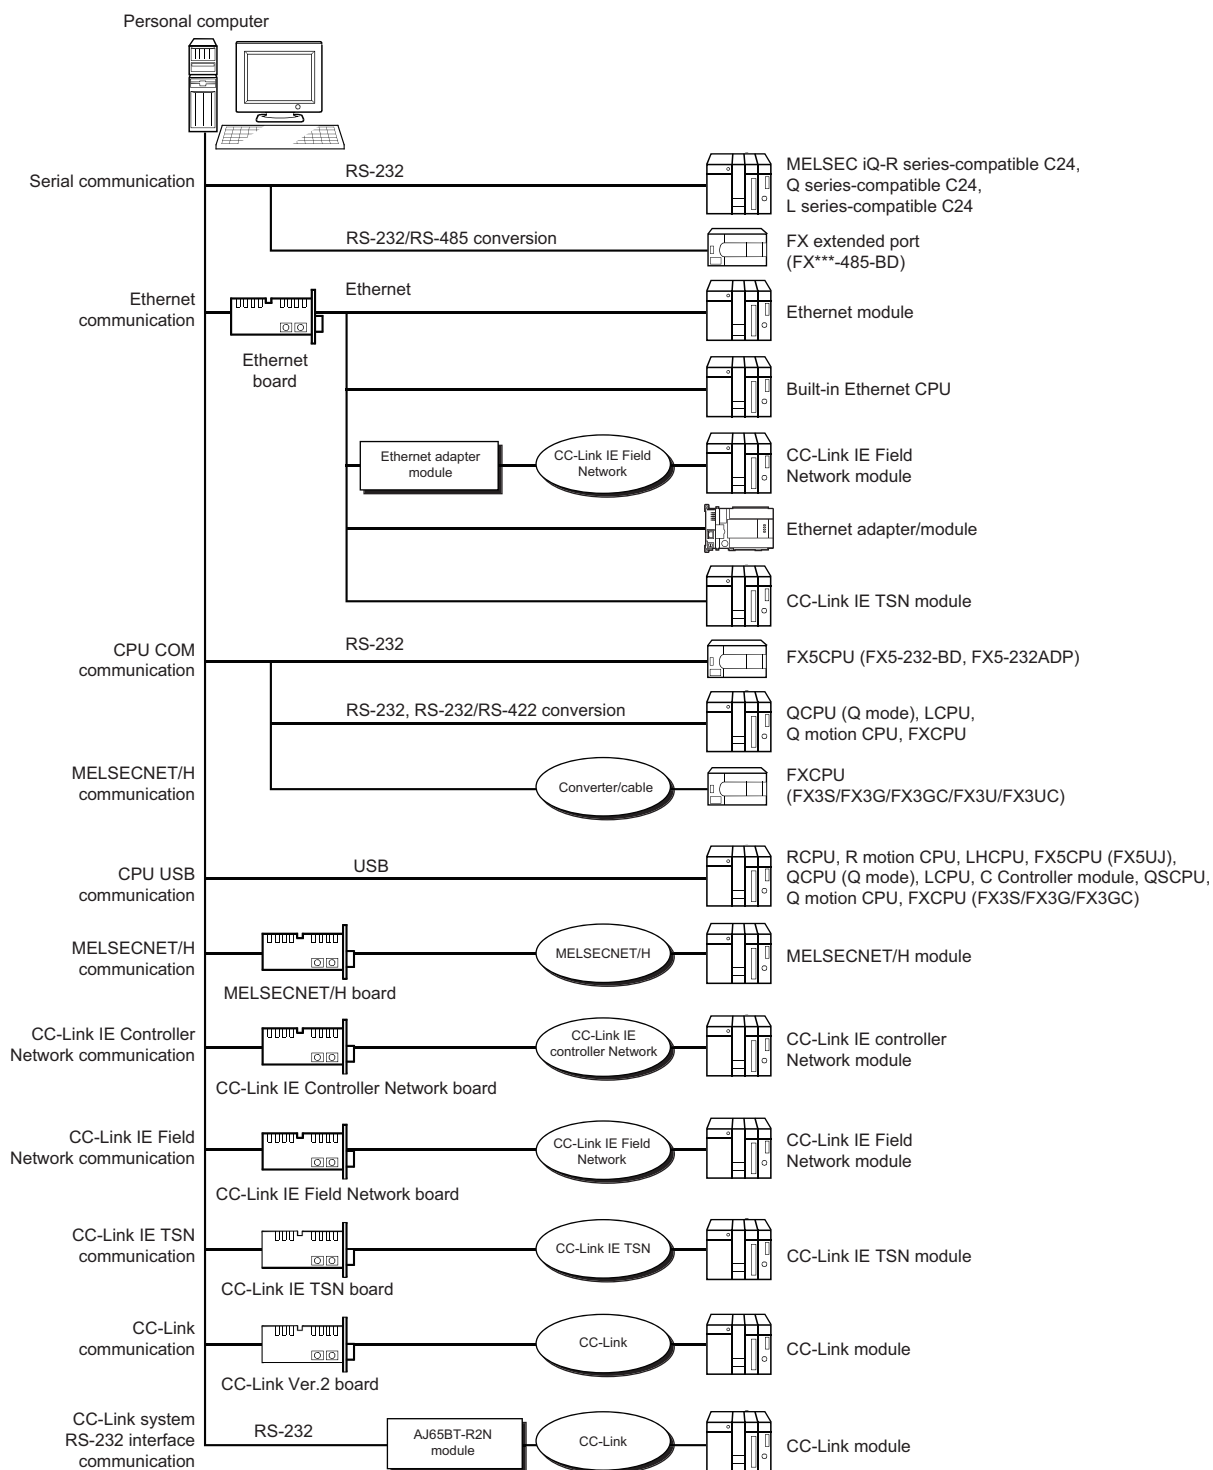 Personal computer
Serial communication
RS-232
MELSEC iQ-R series-compatible C24,
Q series-compatible C24,
L series-compatible C24
RS-232/RS-485 conversion
FX extended port
(FX***-485-BD)
Ethernet
communication
Ethernet
board
Ethernet
Ethernet module
Built-in Ethernet CPU
Ethernet adapter
module
CC-Link IE Field
Network
CC-Link IE Field
Network module
Ethernet adapter/module
CC-Link IE TSN module
CPU COM
communication
RS-232
FX5CPU (FX5-232-BD, FX5-232ADP)
RS-232, RS-232/RS-422 conversion
QCPU (Q mode), LCPU,
Q motion CPU, FXCPU
MELSECNET/H
communication
Converter/cable
FXCPU
(FX3S/FX3G/FX3GC/FX3U/FX3UC)
CPU USB
communication
USB
RCPU, R motion CPU, LHCPU, FX5CPU (FX5UJ),
QCPU (Q mode), LCPU, C Controller module, QSCPU,
Q motion CPU, FXCPU (FX3S/FX3G/FX3GC)
MELSECNET/H
communication
MELSECNET/H board
MELSECNET/H
MELSECNET/H module
CC-Link IE Controller
Network communication
CC-Link IE Controller Network board
CC-Link IE
controller Network
CC-Link IE controller
Network module
CC-Link IE Field
Network communication
CC-Link IE Field Network board
CC-Link IE Field
Network
CC-Link IE Field
Network module
CC-Link IE TSN
communication
CC-Link IE TSN board
CC-Link IE TSN
CC-Link IE TSN module
CC-Link
communication
CC-Link Ver.2 board
CC-Link
CC-Link module
CC-Link system
RS-232 interface
communication
RS-232
AJ65BT-R2N
module
CC-Link
CC-Link module